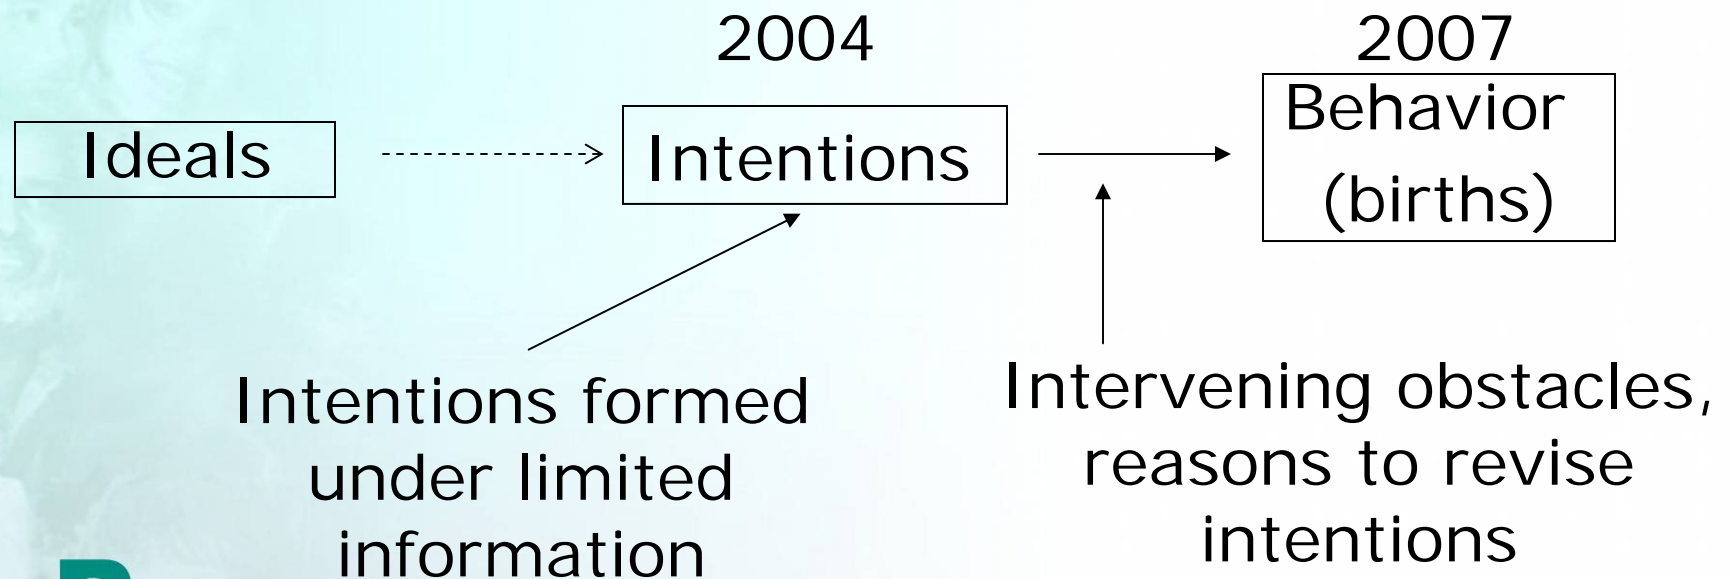 2004
2007
Ideals
Intentions
Behavior
(births)
Intentions formed
under limited
information
Intervening obstacles,
reasons to revise
intentions